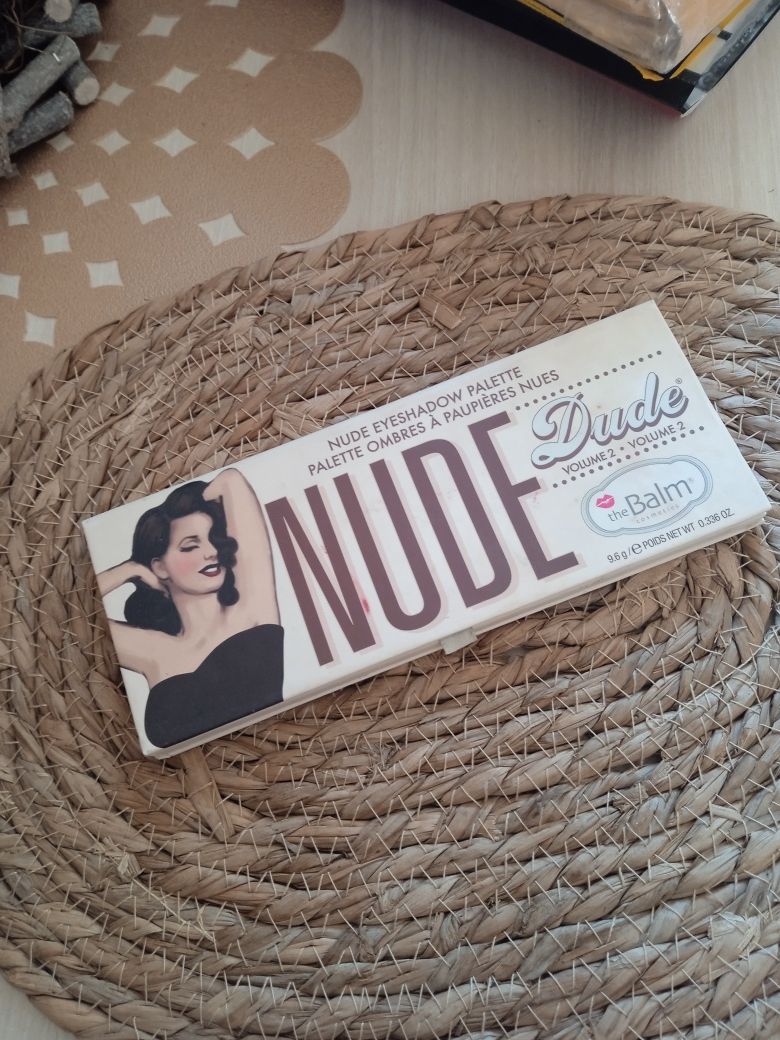 NUDE EYESHADOW PALETTE
PALETTE OMBRES À PAUPIÈRES NUES
NUDE
Dude®
VOLUME 2 • VOLUME 2
theBalm®
cosmetics
9.6 g / ℮ POIDS NET WT 0.336 OZ.